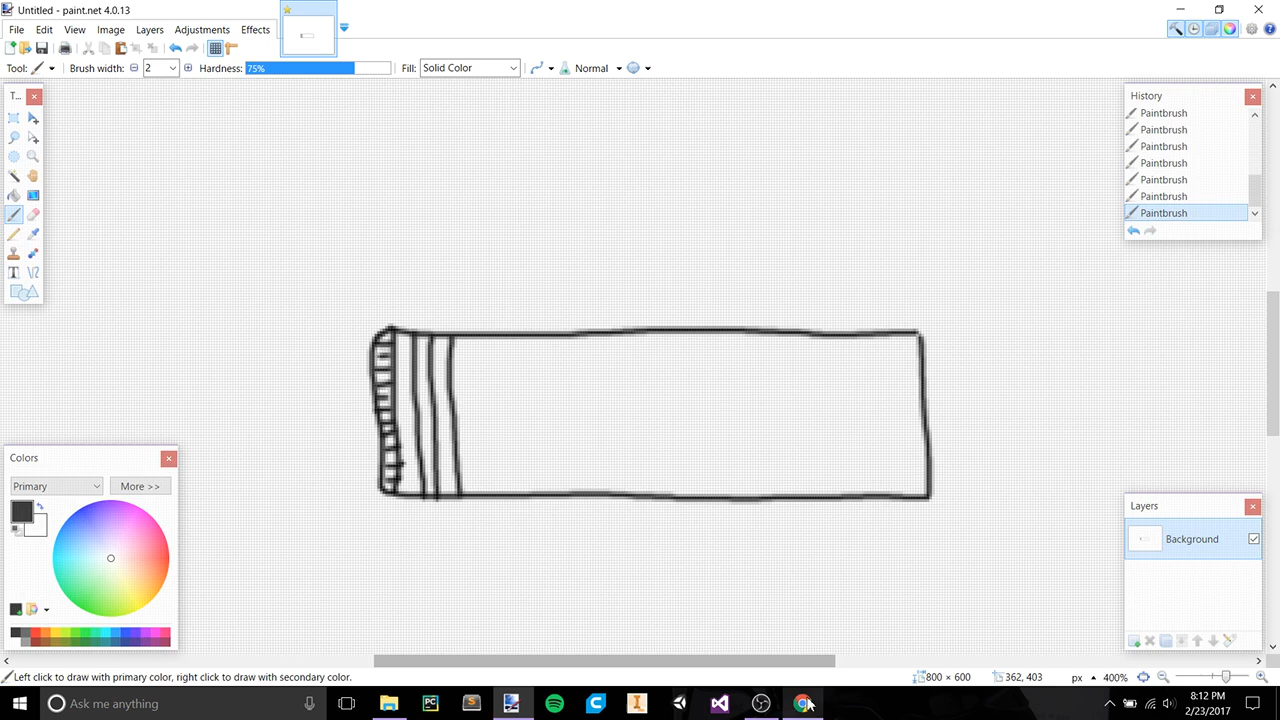 Untitled - paint.net 4.0.13
File Edit View Image Layers Adjustments Effects
Tool: Brush width: 2 Hardness: 75% Fill: Solid Color Normal
T...
History
Paintbrush
Paintbrush
Paintbrush
Paintbrush
Paintbrush
Paintbrush
Paintbrush
Colors
Primary More >>
Layers
Background
Left click to draw with primary color, right click to draw with secondary color. 800 × 600 362, 403 px 400%
Ask me anything
8:12 PM
2/23/2017